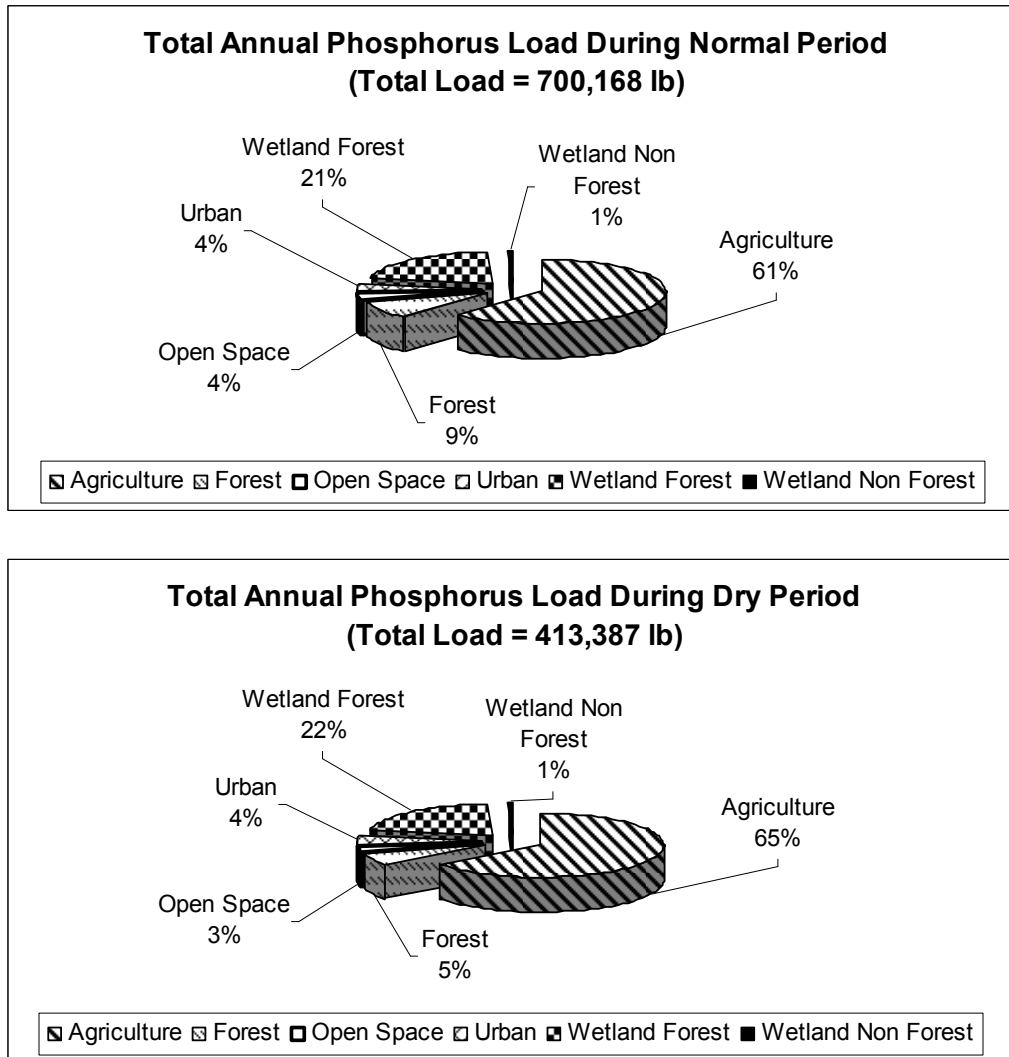 Total Annual Phosphorus Load During Normal Period
(Total Load = 700,168 lb)
Wetland Forest
21%
Wetland Non
Forest
1%
Urban
4%
Agriculture
61%
Open Space
4%
Forest
9%
Agriculture Forest Open Space Urban Wetland Forest Wetland Non Forest
Total Annual Phosphorus Load During Dry Period
(Total Load = 413,387 lb)
Wetland Forest
22%
Wetland Non
Forest
1%
Urban
4%
Agriculture
65%
Open Space
3%
Forest
5%
Agriculture Forest Open Space Urban Wetland Forest Wetland Non Forest